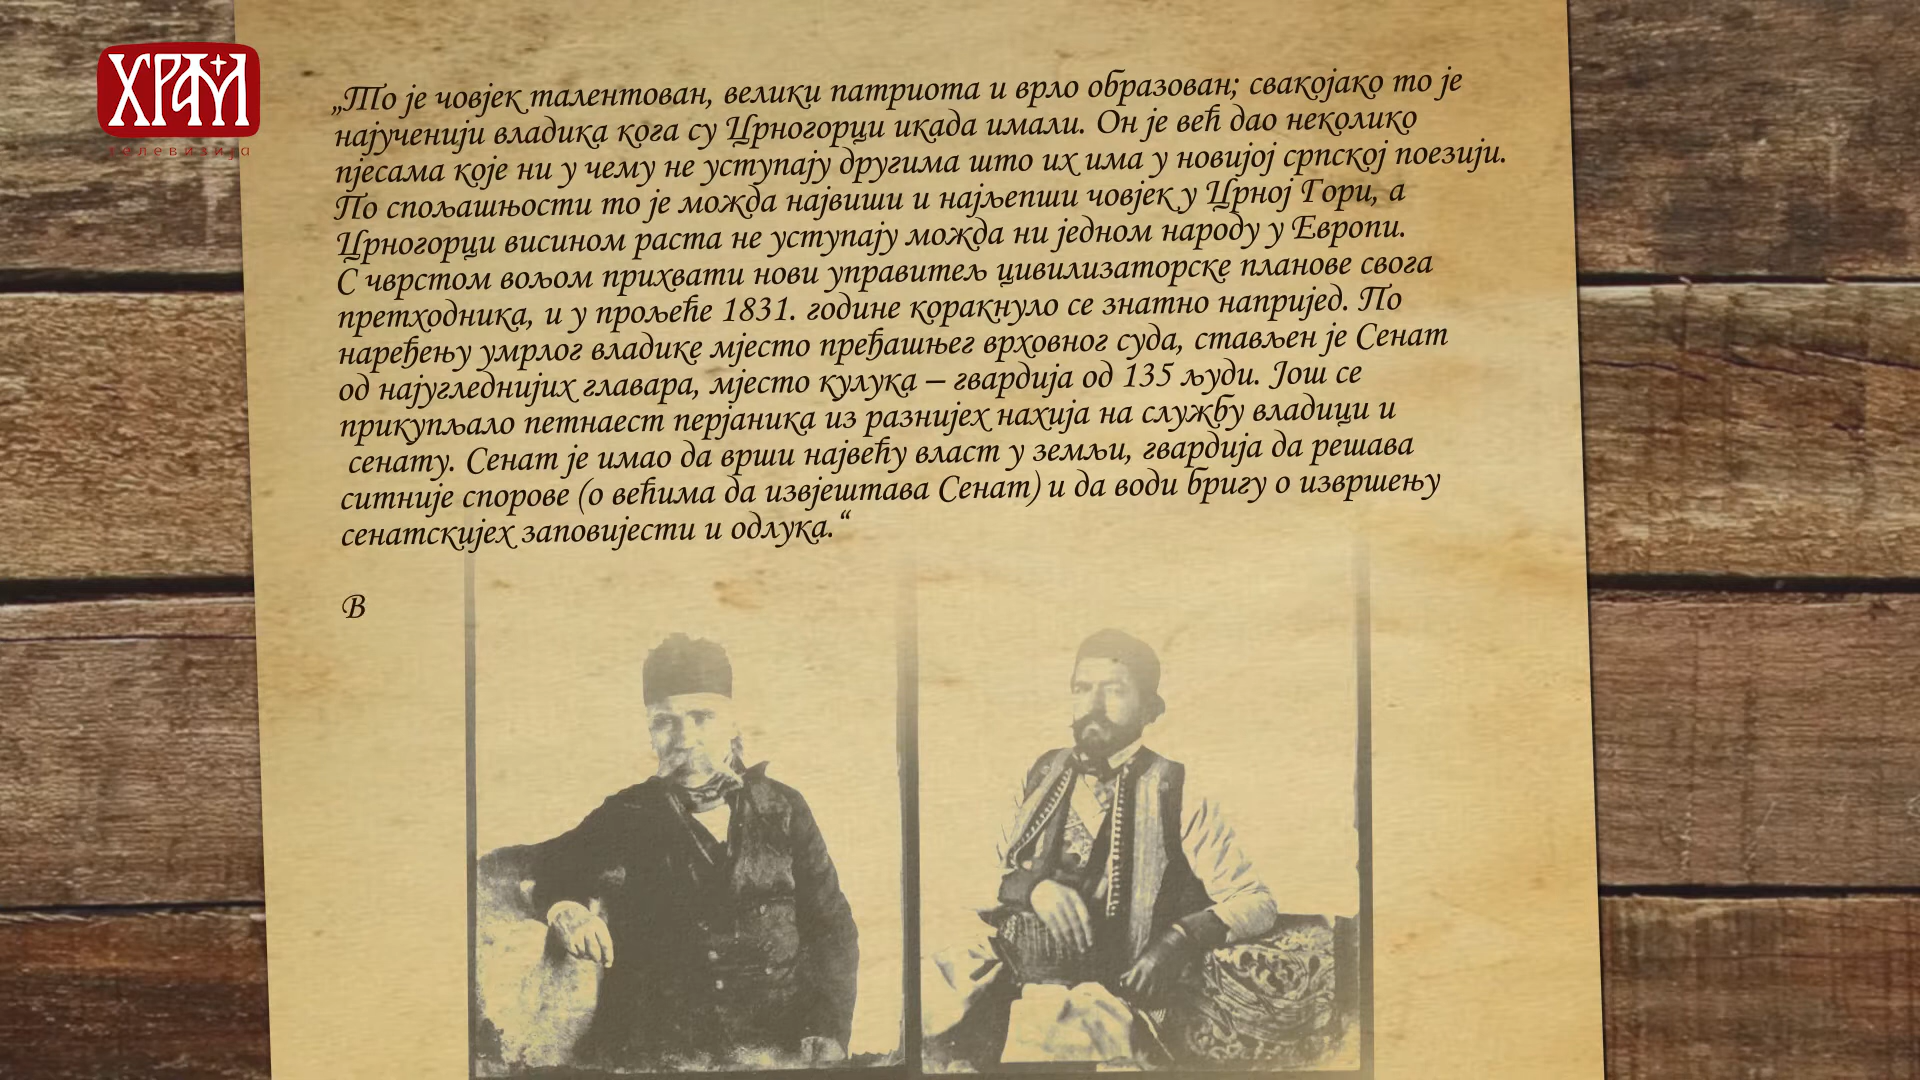 ХРАМ
телевизија
„То је човјек талентован, велики патриота и врло образован; свакојако то је
најученији владика кога су Црногорци икада имали. Он је већ дао неколико
пјесама које ни у чему не уступају другима што их има у новијој српској поезији.
По спољашњости то је можда највиши и најљепши човјек у Црној Гори, а
Црногорци висином раста не уступају можда ни једном народу у Европи.
С чврстом вољом прихвати нови управитељ цивилизаторске планове свога
претходника, и у прољеће 1831. године коракнуло се знатно напријед. По
наређењу умрлог владике мјесто пређашњег врховног суда, стављен је Сенат
од најугледнијих главара, мјесто кулука – гвардија од 135 људи. Још се
прикупљало петнаест перјаника из разнијех нахија на службу владици и
сенату. Сенат је имао да врши највећу власт у земљи, гвардија да решава
ситније спорове (о већима да извјештава Сенат) и да води бригу о извршењу
сенатскијех заповијести и одлука.“
В